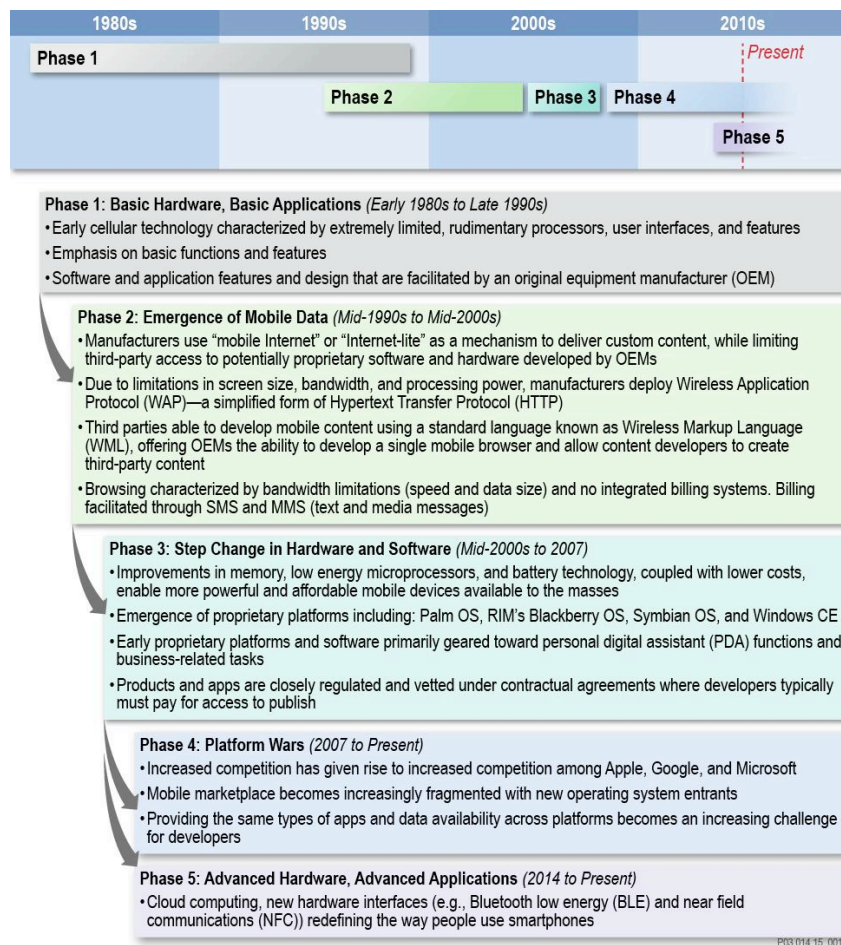 1980s 1990s 2000s 2010s
Present
Phase 1
Phase 2 Phase 3 Phase 4
Phase 5
Phase 1: Basic Hardware, Basic Applications (Early 1980s to Late 1990s)
•Early cellular technology characterized by extremely limited, rudimentary processors, user interfaces, and features
•Emphasis on basic functions and features
•Software and application features and design that are facilitated by an original equipment manufacturer (OEM)
Phase 2: Emergence of Mobile Data (Mid-1990s to Mid-2000s)
•Manufacturers use “mobile Internet” or “Internet-lite” as a mechanism to deliver custom content, while limiting
third-party access to potentially proprietary software and hardware developed by OEMs
•Due to limitations in screen size, bandwidth, and processing power, manufacturers deploy Wireless Application
Protocol (WAP)—a simplified form of Hypertext Transfer Protocol (HTTP)
•Third parties able to develop mobile content using a standard language known as Wireless Markup Language
(WML), offering OEMs the ability to develop a single mobile browser and allow content developers to create
third-party content
•Browsing characterized by bandwidth limitations (speed and data size) and no integrated billing systems. Billing
facilitated through SMS and MMS (text and media messages)
Phase 3: Step Change in Hardware and Software (Mid-2000s to 2007)
•Improvements in memory, low energy microprocessors, and battery technology, coupled with lower costs,
enable more powerful and affordable mobile devices available to the masses
•Emergence of proprietary platforms including: Palm OS, RIM’s Blackberry OS, Symbian OS, and Windows CE
•Early proprietary platforms and software primarily geared toward personal digital assistant (PDA) functions and
business-related tasks
•Products and apps are closely regulated and vetted under contractual agreements where developers typically
must pay for access to publish
Phase 4: Platform Wars (2007 to Present)
•Increased competition has given rise to increased competition among Apple, Google, and Microsoft
•Mobile marketplace becomes increasingly fragmented with new operating system entrants
•Providing the same types of apps and data availability across platforms becomes an increasing challenge
for developers
Phase 5: Advanced Hardware, Advanced Applications (2014 to Present)
•Cloud computing, new hardware interfaces (e.g., Bluetooth low energy (BLE) and near field
communications (NFC)) redefining the way people use smartphones
P03.014.15_001